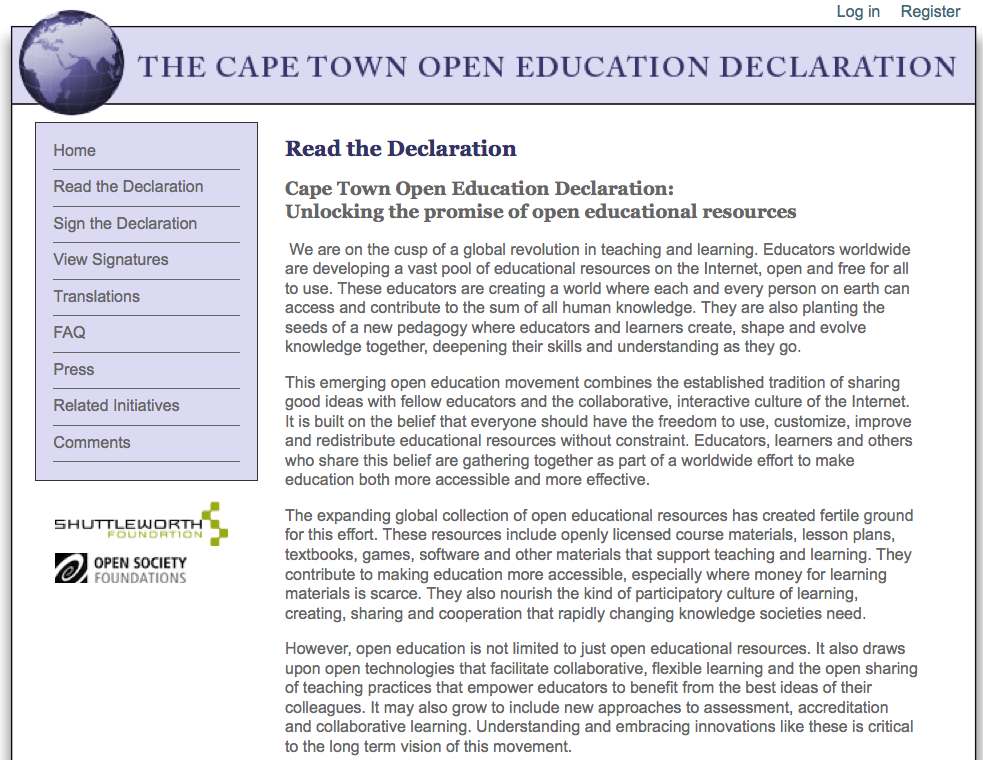 Log in Register
THE CAPE TOWN OPEN EDUCATION DECLARATION
Home
Read the Declaration
Sign the Declaration
View Signatures
Translations
FAQ
Press
Related Initiatives
Comments
SHUTTLEWORTH
FOUNDATION
OPEN SOCIETY
FOUNDATIONS
Read the Declaration
Cape Town Open Education Declaration:
Unlocking the promise of open educational resources
We are on the cusp of a global revolution in teaching and learning. Educators worldwide
are developing a vast pool of educational resources on the Internet, open and free for all
to use. These educators are creating a world where each and every person on earth can
access and contribute to the sum of all human knowledge. They are also planting the
seeds of a new pedagogy where educators and learners create, shape and evolve
knowledge together, deepening their skills and understanding as they go.
This emerging open education movement combines the established tradition of sharing
good ideas with fellow educators and the collaborative, interactive culture of the Internet.
It is built on the belief that everyone should have the freedom to use, customize, improve
and redistribute educational resources without constraint. Educators, learners and others
who share this belief are gathering together as part of a worldwide effort to make
education both more accessible and more effective.
The expanding global collection of open educational resources has created fertile ground
for this effort. These resources include openly licensed course materials, lesson plans,
textbooks, games, software and other materials that support teaching and learning. They
contribute to making education more accessible, especially where money for learning
materials is scarce. They also nourish the kind of participatory culture of learning,
creating, sharing and cooperation that rapidly changing knowledge societies need.
However, open education is not limited to just open educational resources. It also draws
upon open technologies that facilitate collaborative, flexible learning and the open sharing
of teaching practices that empower educators to benefit from the best ideas of their
colleagues. It may also grow to include new approaches to assessment, accreditation
and collaborative learning. Understanding and embracing innovations like these is critical
to the long term vision of this movement.